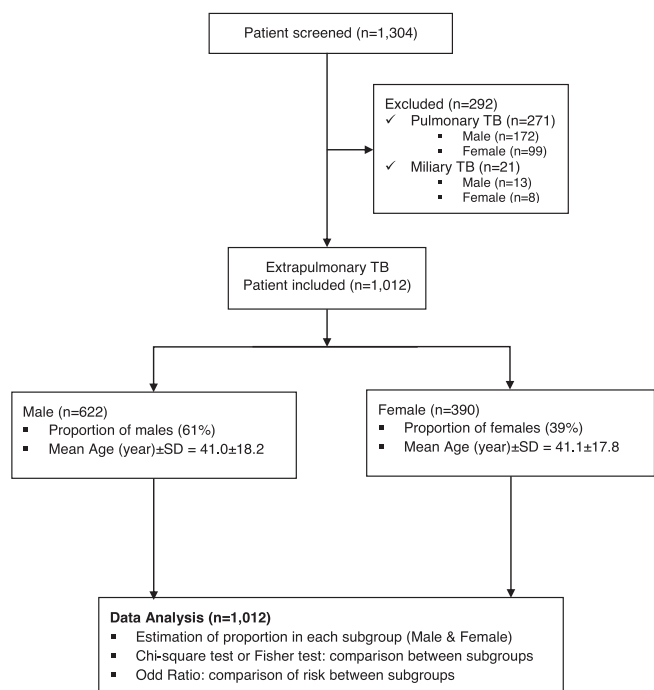 Patient screened (n=1,304)
Excluded (n=292)
✓ Pulmonary TB (n=271)
▪ Male (n=172)
▪ Female (n=99)
✓ Miliary TB (n=21)
▪ Male (n=13)
▪ Female (n=8)
Extrapulmonary TB
Patient included (n=1,012)
Male (n=622)
▪ Proportion of males (61%)
▪ Mean Age (year)±SD = 41.0±18.2
Female (n=390)
▪ Proportion of females (39%)
▪ Mean Age (year)±SD = 41.1±17.8
Data Analysis (n=1,012)
▪ Estimation of proportion in each subgroup (Male & Female)
▪ Chi-square test or Fisher test: comparison between subgroups
▪ Odd Ratio: comparison of risk between subgroups